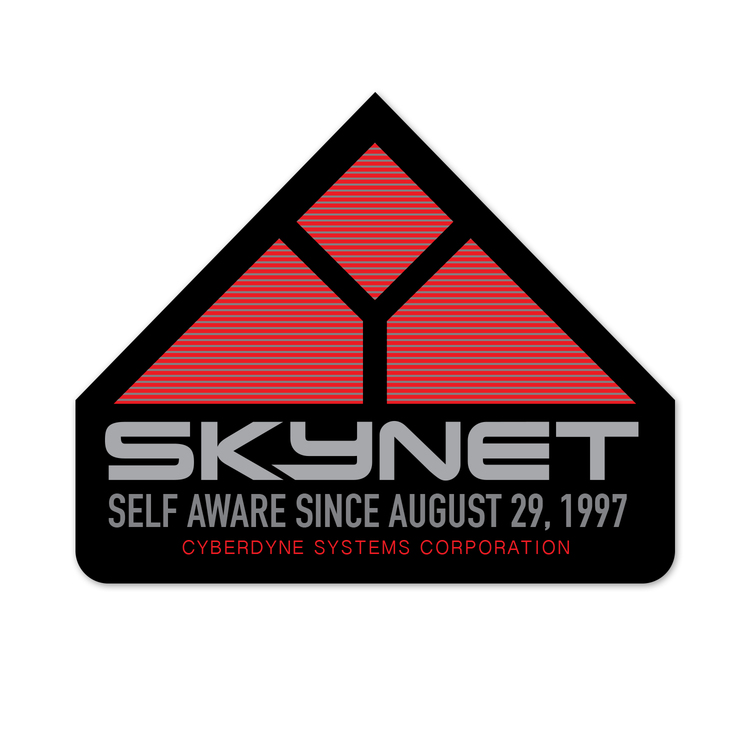 SKYNET
SELF AWARE SINCE AUGUST 29, 1997
CYBERDYNE SYSTEMS CORPORATION